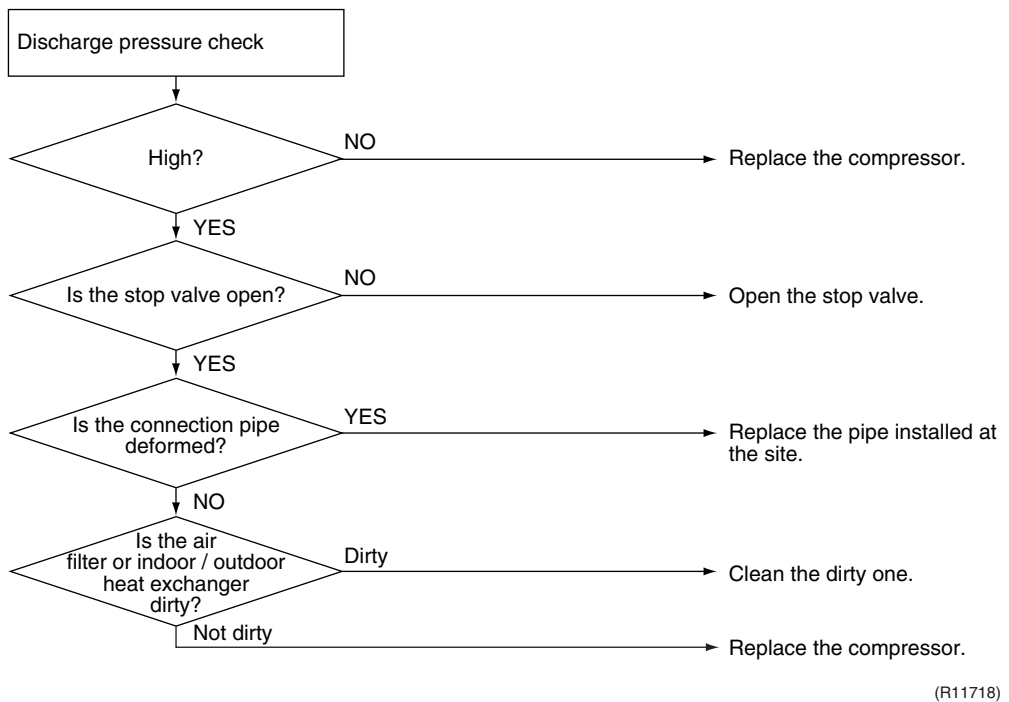 Discharge pressure check
High?
NO
Replace the compressor.
YES
Is the stop valve open?
NO
Open the stop valve.
YES
Is the connection pipe
deformed?
YES
Replace the pipe installed at
the site.
NO
Is the air
filter or indoor / outdoor
heat exchanger
dirty?
Dirty
Clean the dirty one.
Not dirty
Replace the compressor.
(R11718)